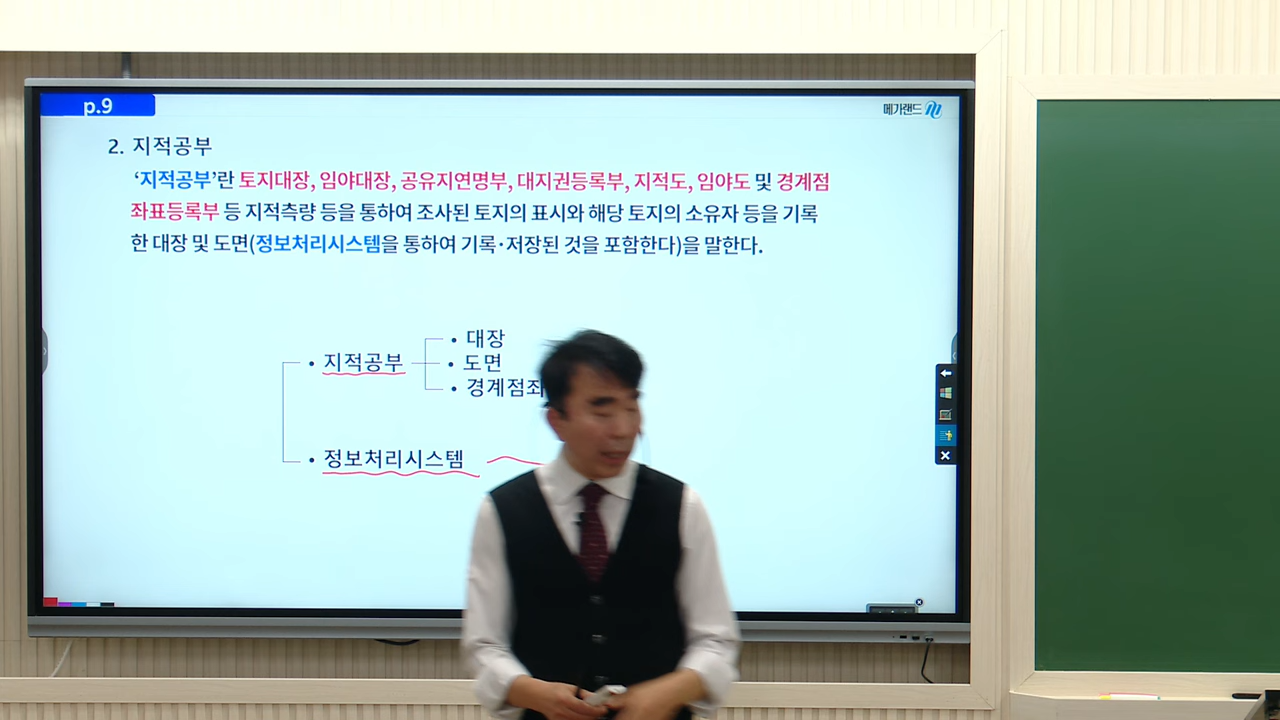 p.9
메가랜드
2. 지적공부
‘지적공부’란 토지대장, 임야대장, 공유지연명부, 대지권등록부, 지적도, 임야도 및 경계점
좌표등록부 등 지적측량 등을 통하여 조사된 토지의 표시와 해당 토지의 소유자 등을 기록
한 대장 및 도면(정보처리시스템을 통하여 기록·저장된 것을 포함한다)을 말한다.
• 대장
• 지적공부
• 도면
• 경계점좌
• 정보처리시스템